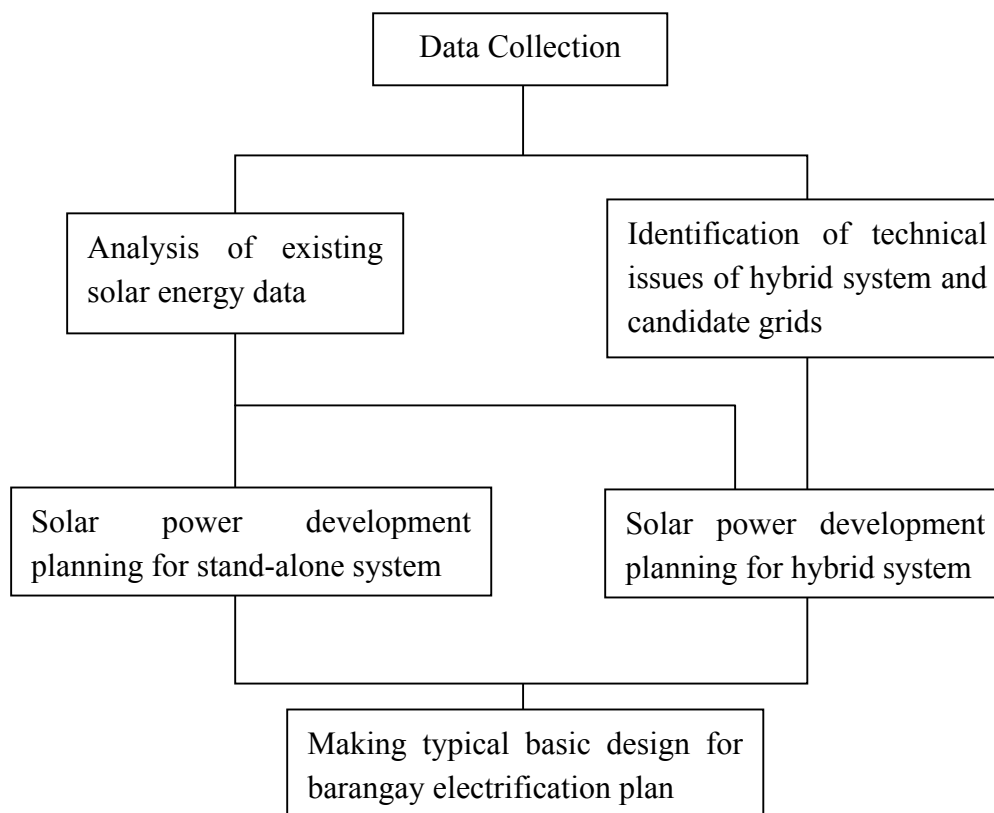 Data Collection
Analysis of existing
solar energy data
Identification of technical
issues of hybrid system and
candidate grids
Solar power development
planning for stand-alone system
Solar power development
planning for hybrid system
Making typical basic design for
barangay electrification plan